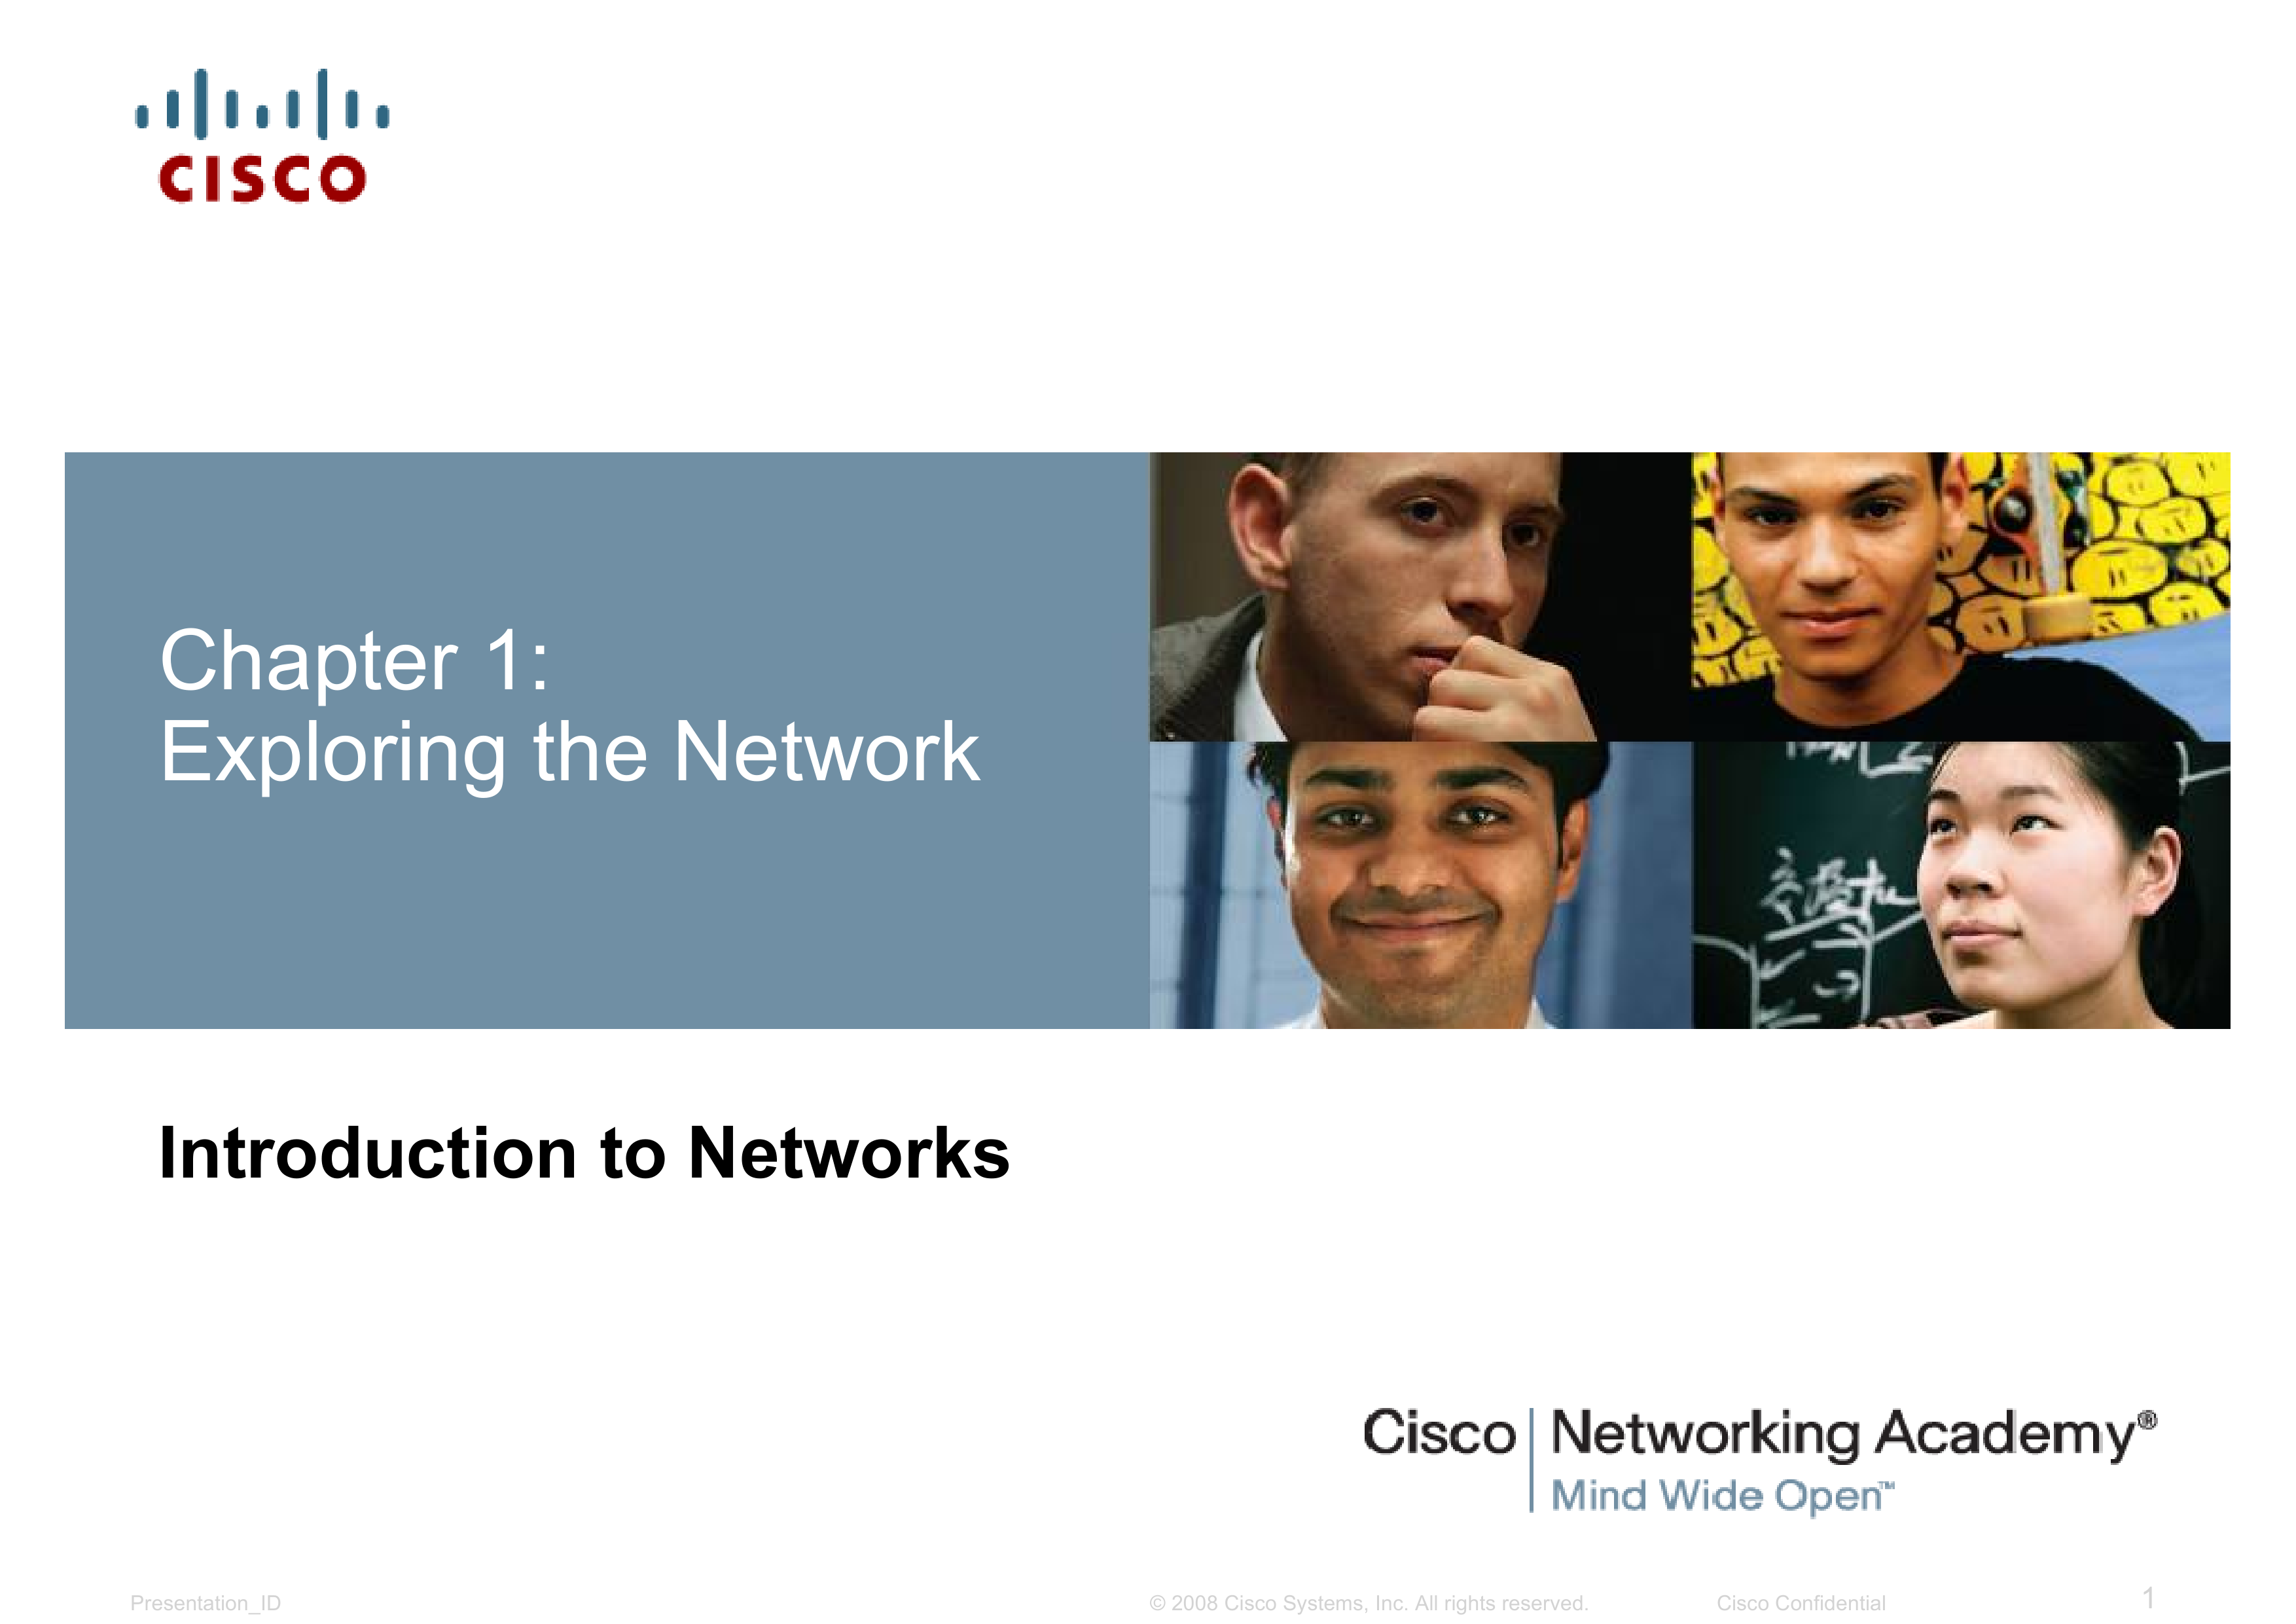 CISCO
Chapter 1:
Exploring the Network
Introduction to Networks
Cisco Networking Academy®
Mind Wide Open™
Presentation_ID
© 2008 Cisco Systems, Inc. All rights reserved.
Cisco Confidential
1